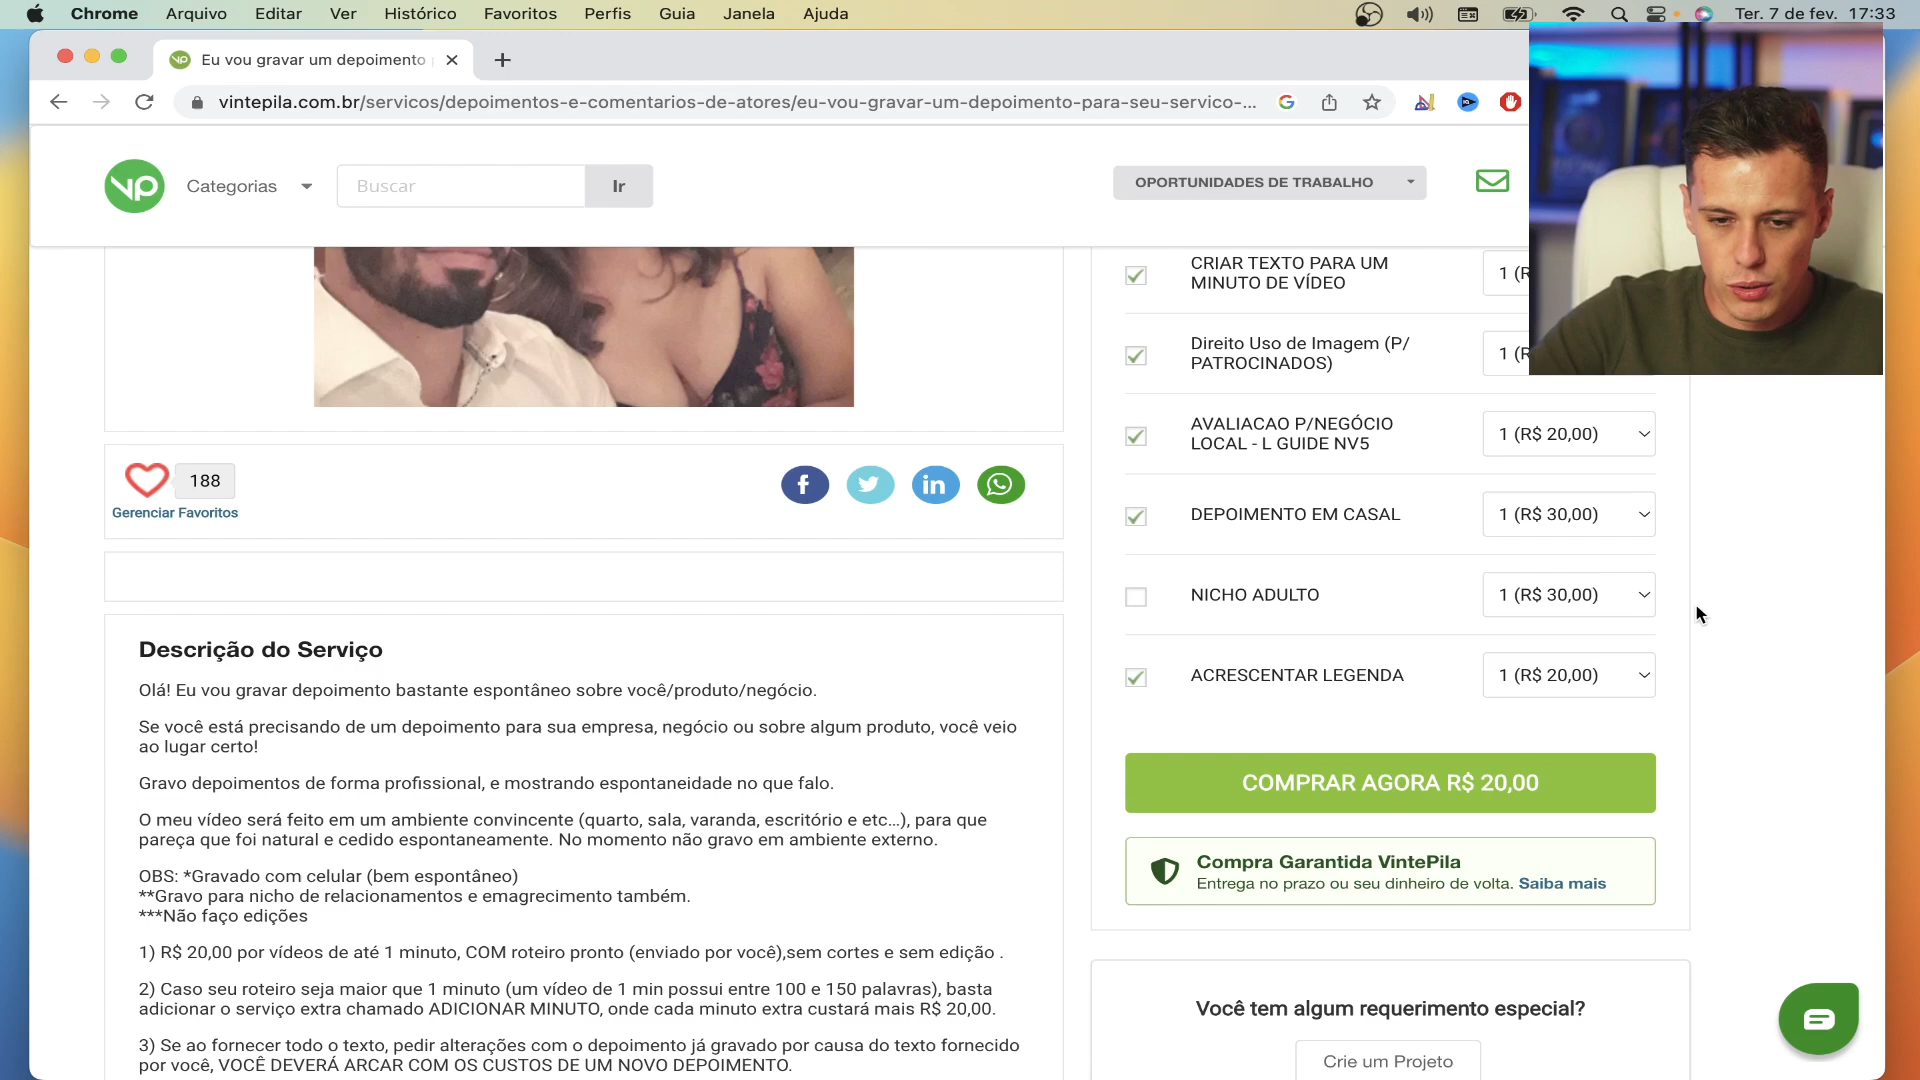 Chrome Arquivo Editar Ver Histórico Favoritos Perfis Guia Janela Ajuda Ter. 7 de fev. 17:33
Eu vou gravar um depoimento
vintepila.com.br/servicos/depoimentos-e-comentarios-de-atores/eu-vou-gravar-um-depoimento-para-seu-servico-...
vp Categorias Buscar Ir OPORTUNIDADES DE TRABALHO
CRIAR TEXTO PARA UM
MINUTO DE VÍDEO 1 (R
Direito Uso de Imagem (P/
PATROCINADOS) 1 (R
AVALIACAO P/NEGÓCIO
LOCAL - L GUIDE NV5 1 (R$ 20,00)
DEPOIMENTO EM CASAL 1 (R$ 30,00)
NICHO ADULTO 1 (R$ 30,00)
ACRESCENTAR LEGENDA 1 (R$ 20,00)
COMPRAR AGORA R$ 20,00
Compra Garantida VintePila
Entrega no prazo ou seu dinheiro de volta. Saiba mais
Você tem algum requerimento especial?
Crie um Projeto
188
Gerenciar Favoritos
Descrição do Serviço
Olá! Eu vou gravar depoimento bastante espontâneo sobre você/produto/negócio.
Se você está precisando de um depoimento para sua empresa, negócio ou sobre algum produto, você veio
ao lugar certo!
Gravo depoimentos de forma profissional, e mostrando espontaneidade no que falo.
O meu vídeo será feito em um ambiente convincente (quarto, sala, varanda, escritório e etc...), para que
pareça que foi natural e cedido espontaneamente. No momento não gravo em ambiente externo.
OBS: *Gravado com celular (bem espontâneo)
**Gravo para nicho de relacionamentos e emagrecimento também.
***Não faço edições
1) R$ 20,00 por vídeos de até 1 minuto, COM roteiro pronto (enviado por você),sem cortes e sem edição .
2) Caso seu roteiro seja maior que 1 minuto (um vídeo de 1 min possui entre 100 e 150 palavras), basta
adicionar o serviço extra chamado ADICIONAR MINUTO, onde cada minuto extra custará mais R$ 20,00.
3) Se ao fornecer todo o texto, pedir alterações com o depoimento já gravado por causa do texto fornecido
por você, VOCÊ DEVERÁ ARCAR COM OS CUSTOS DE UM NOVO DEPOIMENTO.